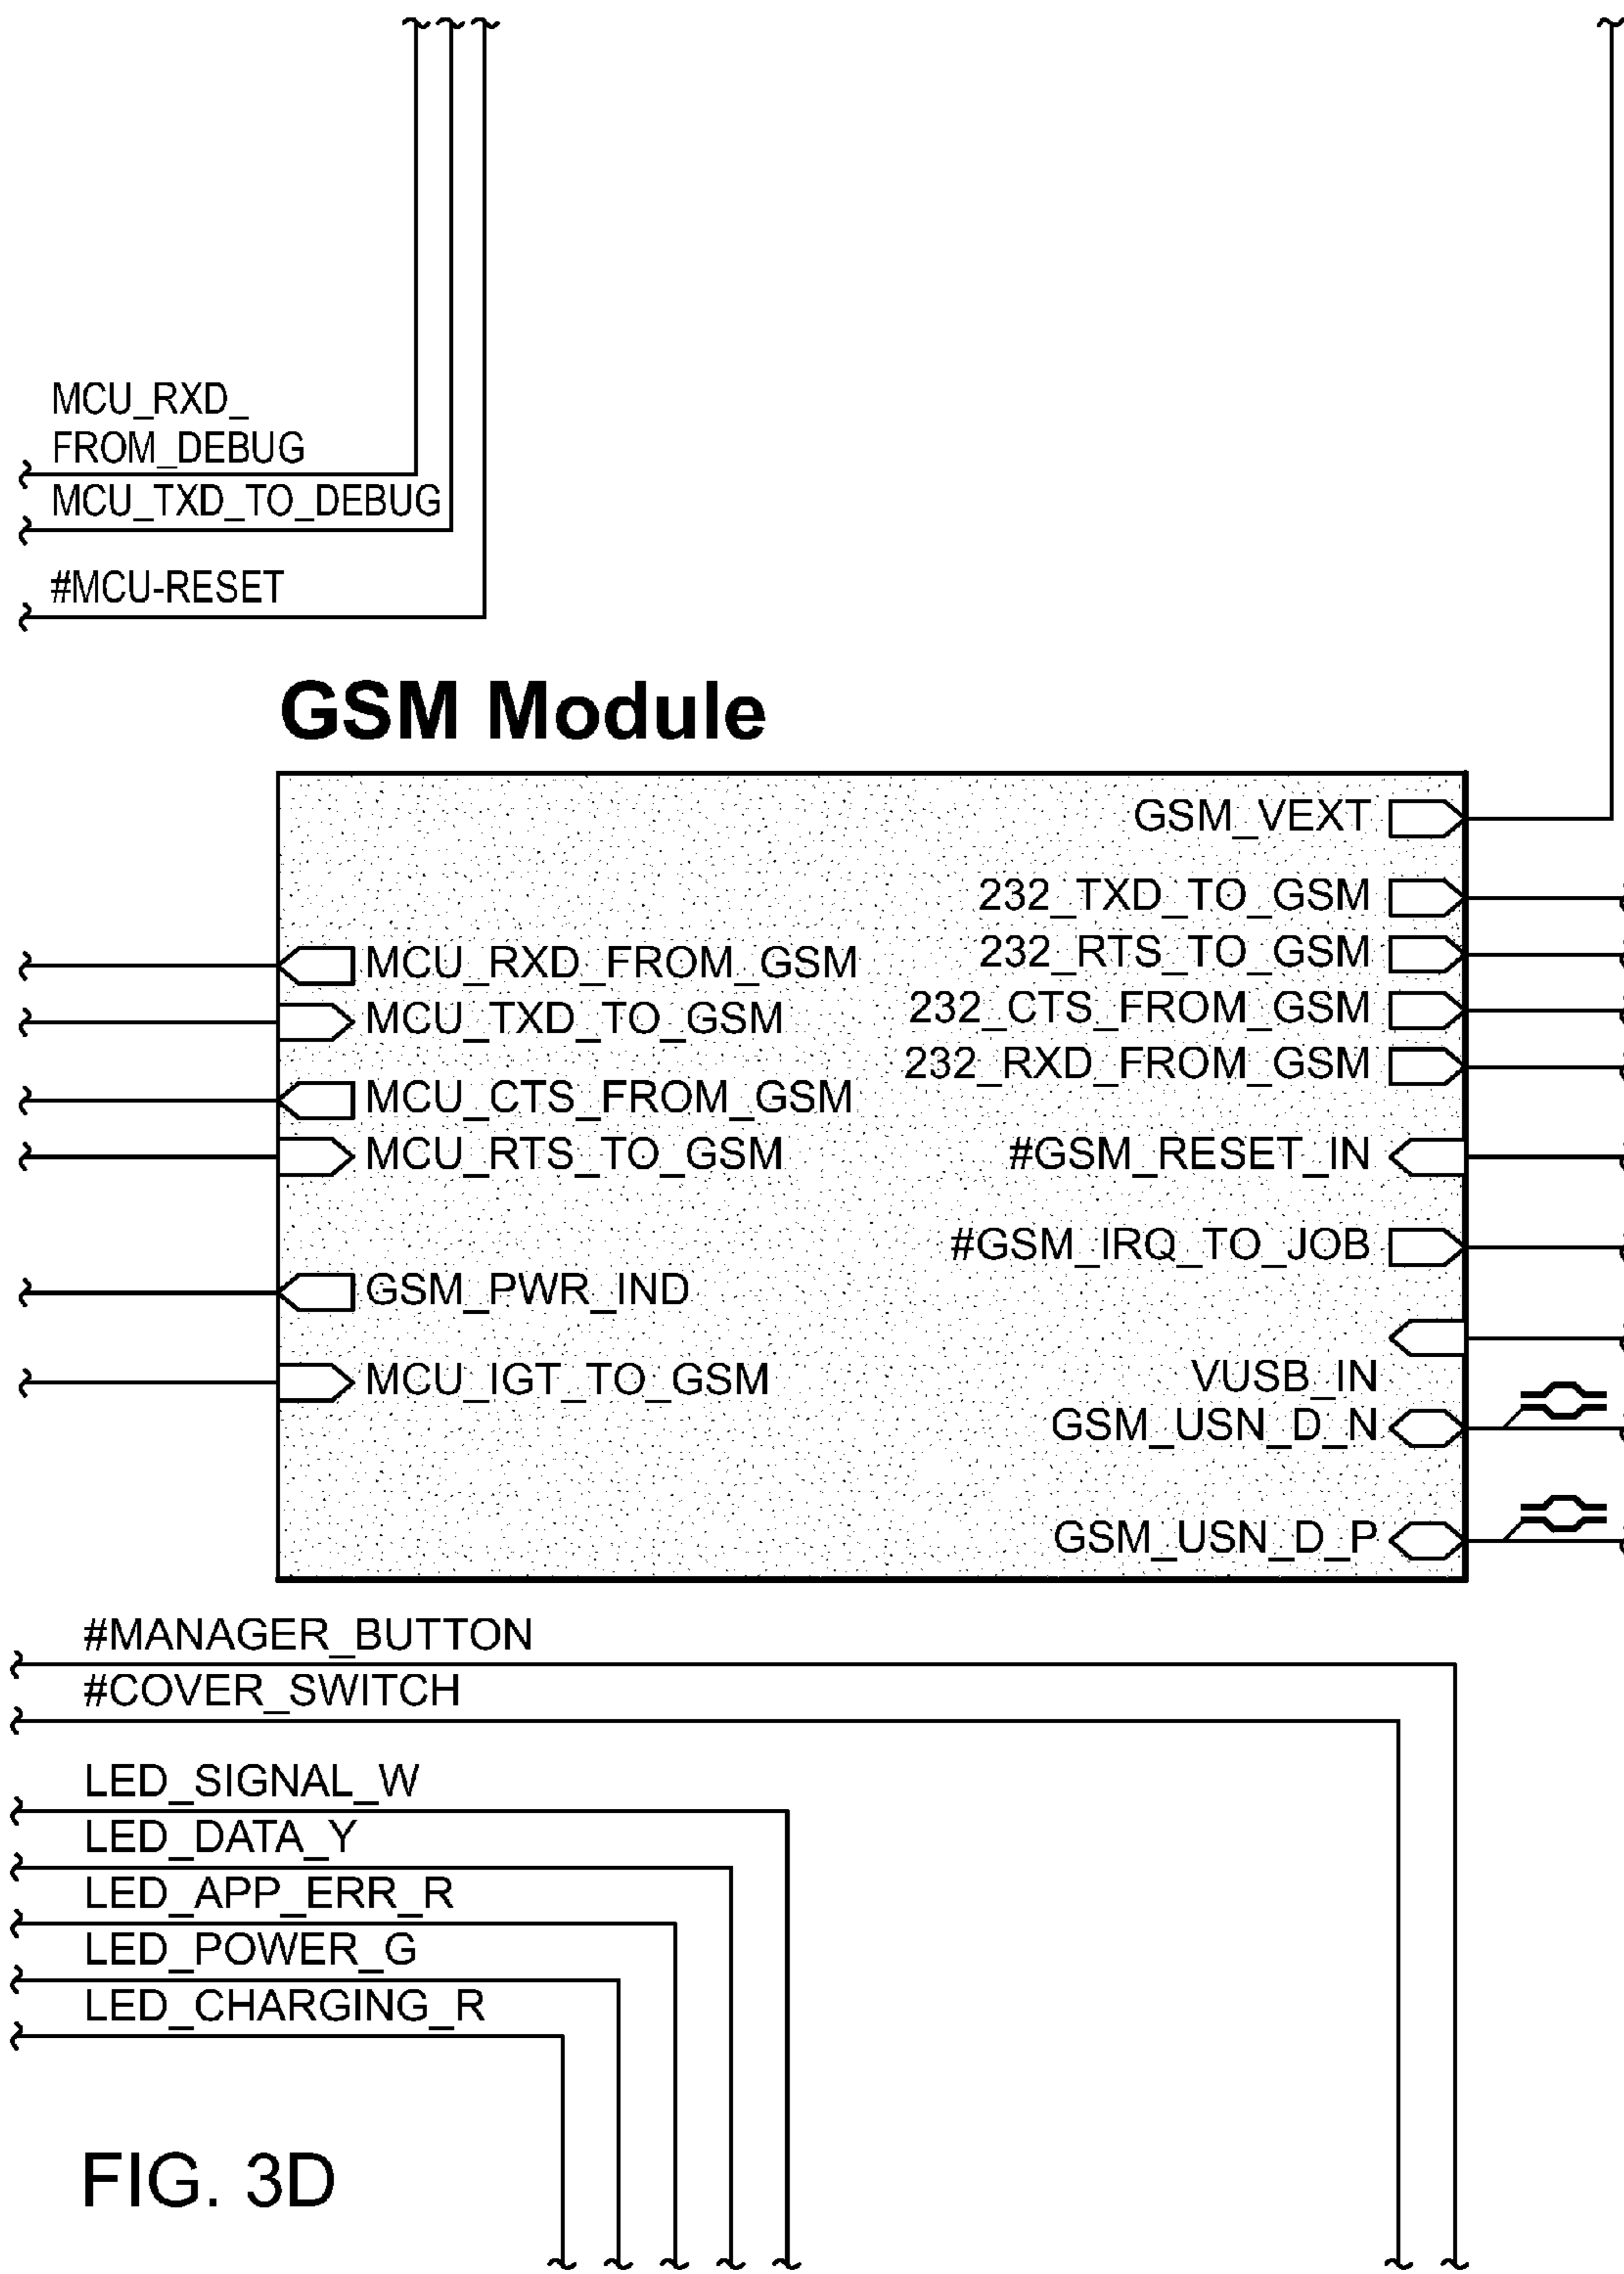 MCU_RXD_
FROM_DEBUG
MCU_TXD_TO_DEBUG
#MCU-RESET
GSM Module
GSM_VEXT
232_TXD_TO_GSM
232_RTS_TO_GSM
232_CTS_FROM_GSM
232_RXD_FROM_GSM
#GSM_RESET_IN
#GSM_IRQ_TO_JOB
VUSB_IN
GSM_USN_D_N
GSM_USN_D_P
MCU_RXD_FROM_GSM
MCU_TXD_TO_GSM
MCU_CTS_FROM_GSM
MCU_RTS_TO_GSM
GSM_PWR_IND
MCU_IGT_TO_GSM
#MANAGER_BUTTON
#COVER_SWITCH
LED_SIGNAL_W
LED_DATA_Y
LED_APP_ERR_R
LED_POWER_G
LED_CHARGING_R
FIG. 3D